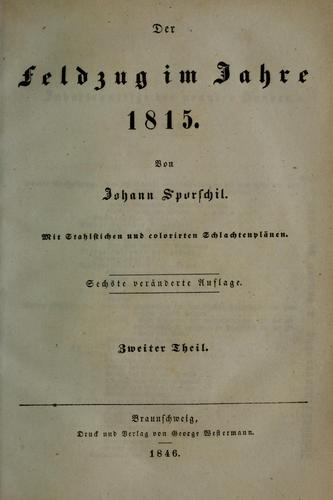 Der
Feldzug im Jahre
1815.
Von
Johann Sporschil.
Mit Stahlstichen und colorirten Schlachtenplänen.
Sechste veränderte Auflage.
Zweiter Theil.
Braunschweig,
Druck und Verlag von George Westermann.
1846.